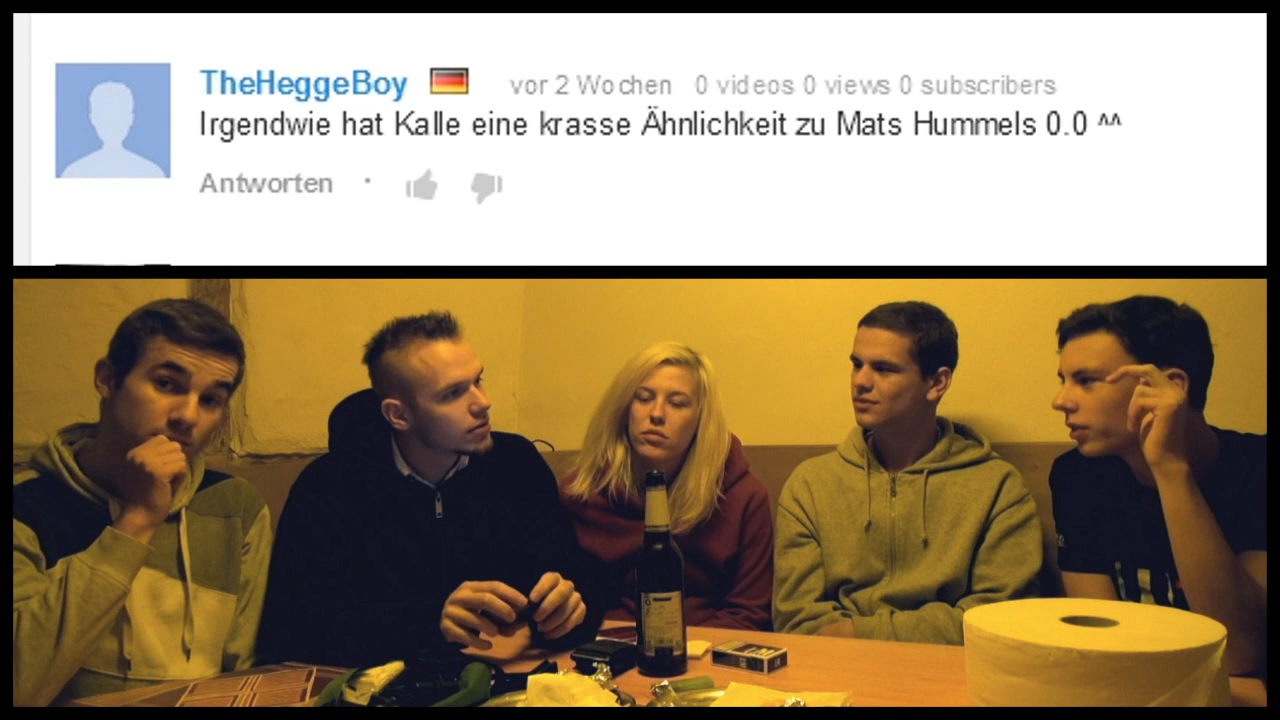 TheHeggeBoy vor 2 Wochen 0 videos 0 views 0 subscribers
Irgendwie hat Kalle eine krasse Ähnlichkeit zu Mats Hummels 0.0 ^^
Antworten ·